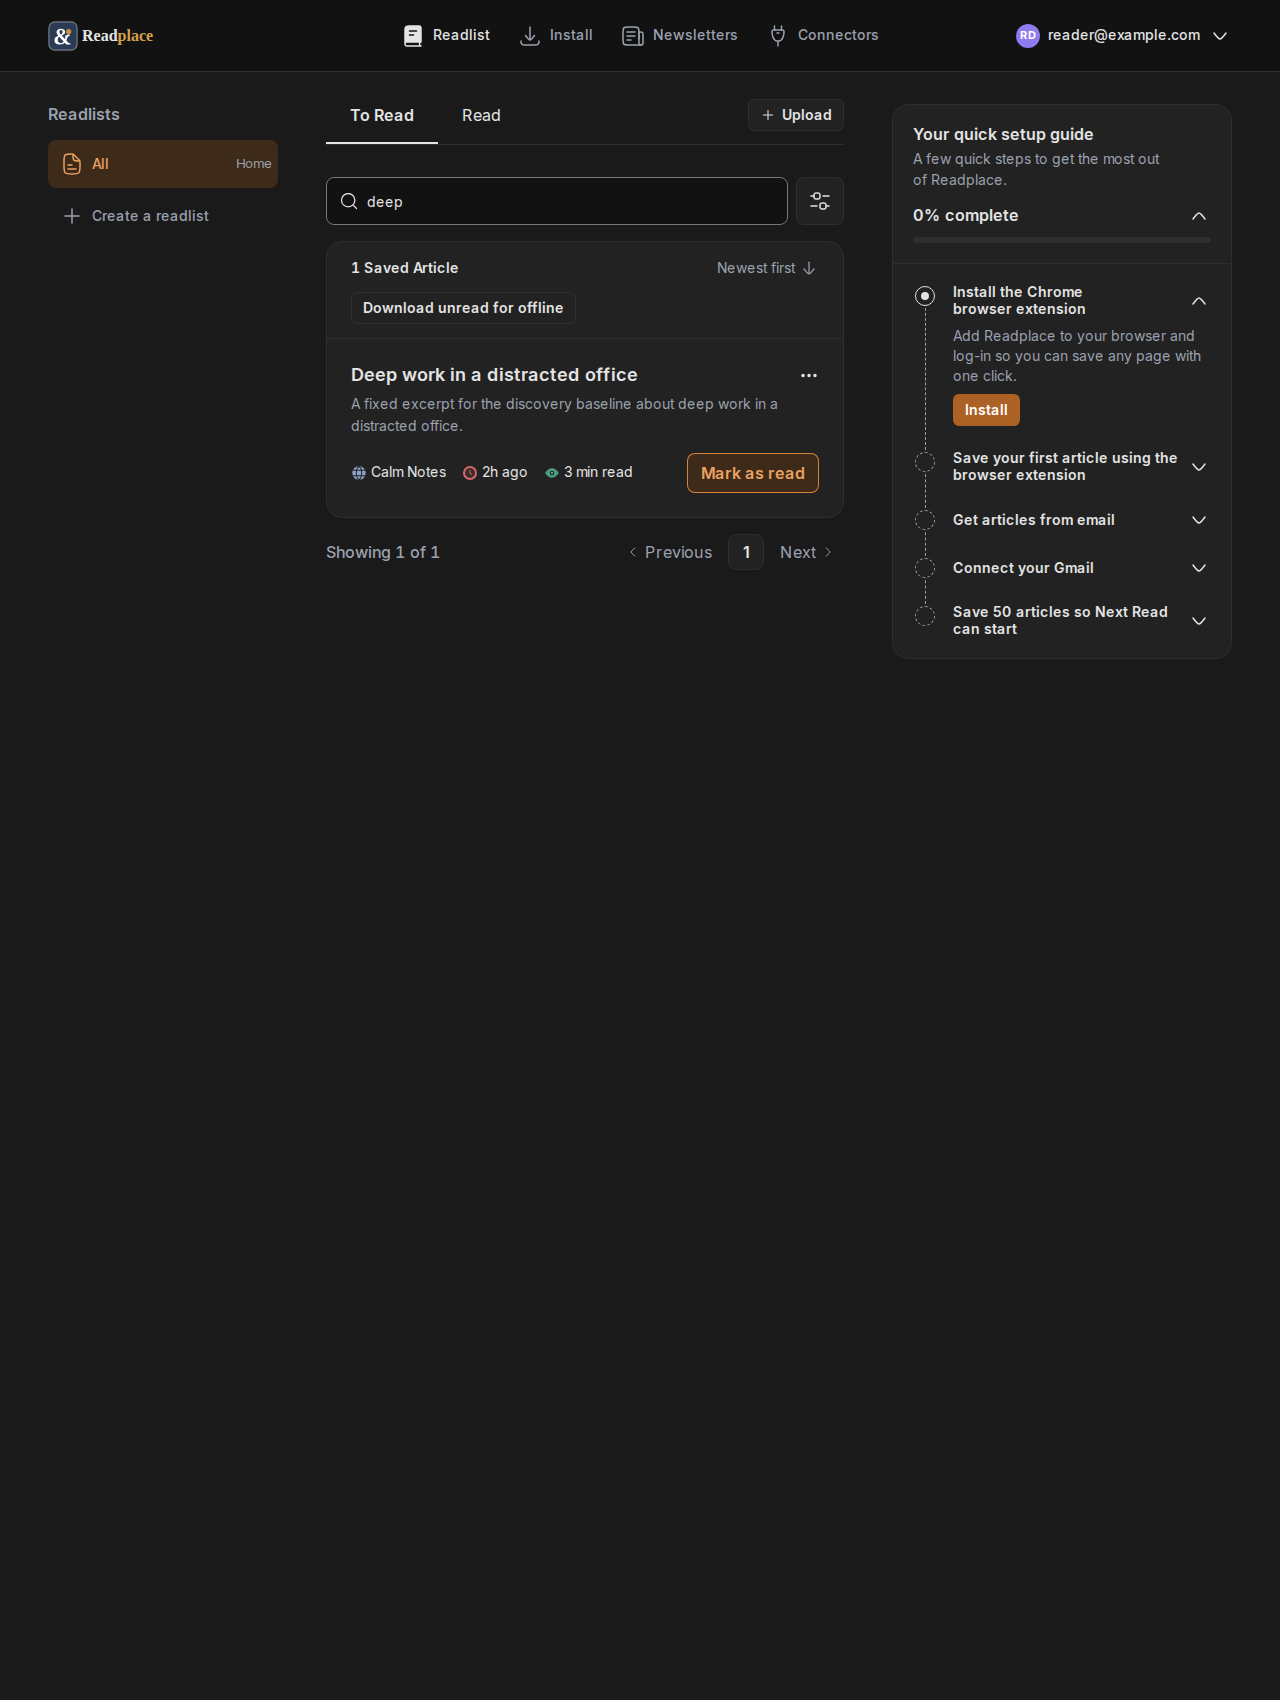 & Readplace
Readlist
Install
Newsletters
Connectors
RD reader@example.com
Readlists
All
Home
Create a readlist
To Read
Read
Upload
deep
1 Saved Article
Newest first
Download unread for offline
Deep work in a distracted office
A fixed excerpt for the discovery baseline about deep work in a
distracted office.
Calm Notes
2h ago
3 min read
Mark as read
Showing 1 of 1
Previous
1
Next
Your quick setup guide
A few quick steps to get the most out
of Readplace.
0% complete
Install the Chrome
browser extension
Add Readplace to your browser and
log-in so you can save any page with
one click.
Install
Save your first article using the
browser extension
Get articles from email
Connect your Gmail
Save 50 articles so Next Read
can start